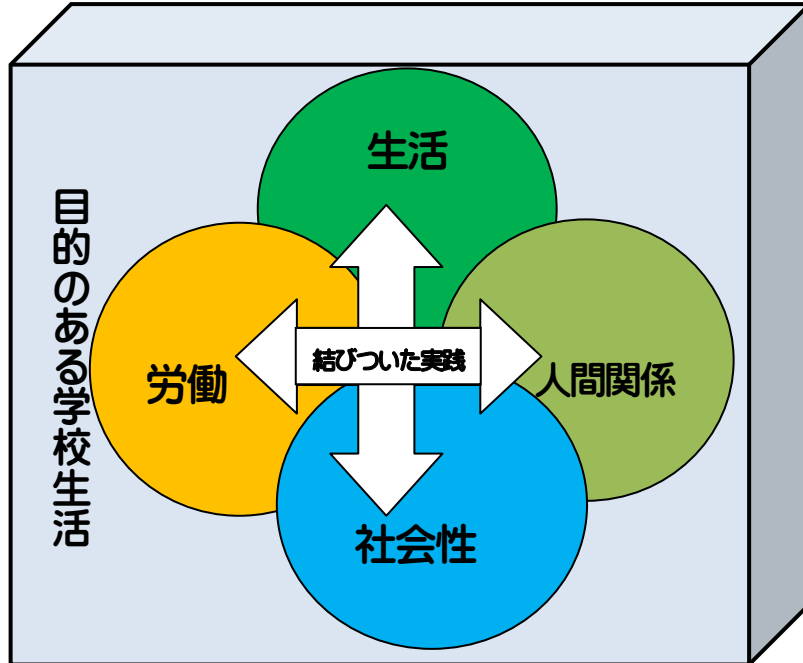 目的のある学校生活
生活
労働
結びついた実践
人間関係
社会性